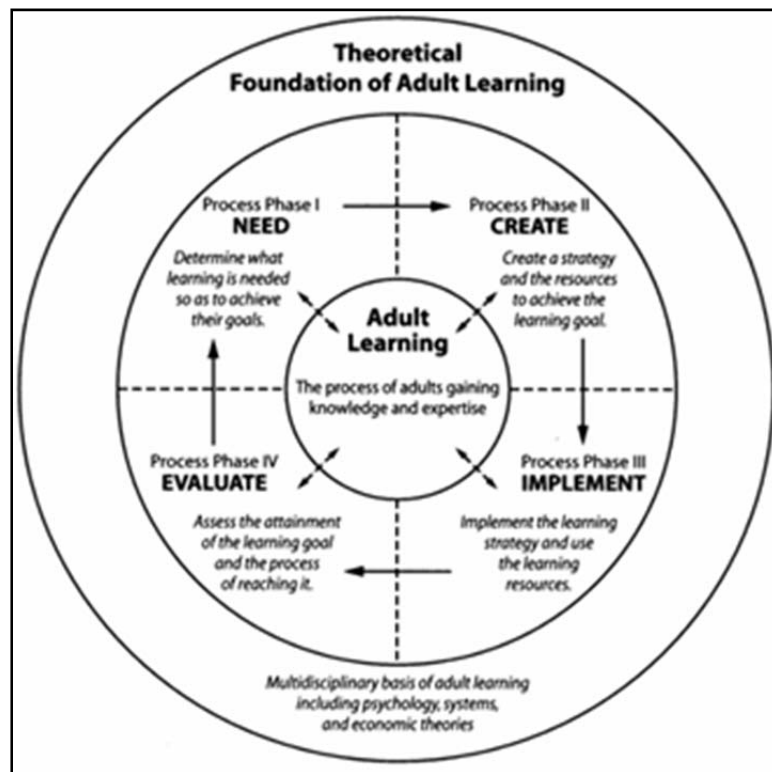 Theoretical
Foundation of Adult Learning
Process Phase I
NEED
Determine what
learning is needed
so as to achieve
their goals.
Process Phase II
CREATE
Create a strategy
and the resources
to achieve the
learning goal.
Adult
Learning
The process of adults gaining
knowledge and expertise
Process Phase IV
EVALUATE
Assess the attainment
of the learning goal
and the process
of reaching it.
Process Phase III
IMPLEMENT
Implement the learning
strategy and use
the learning
resources.
Multidisciplinary basis of adult learning
including psychology, systems,
and economic theories